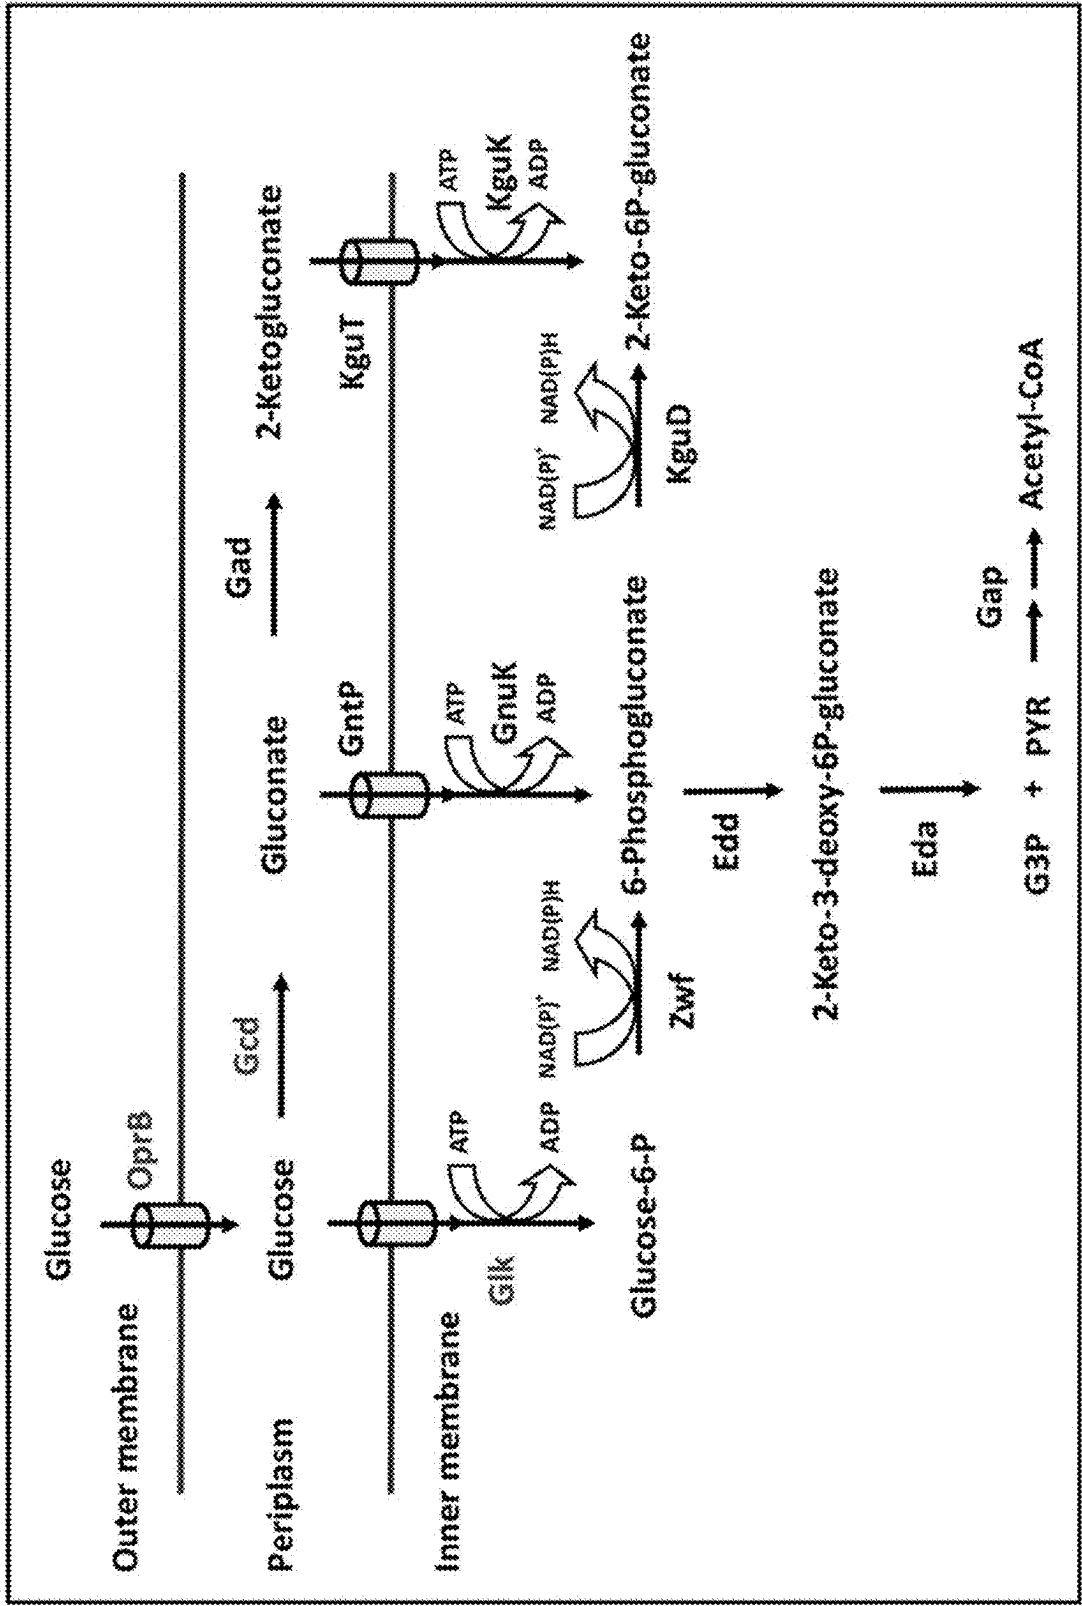 Glucose
Outer membrane
OprB
Periplasm
Glucose
Gcd
Gluconate
Gad
2-Ketogluconate
GntP
KguT
Inner membrane
Glk
ATP
ADP
ATP
GnuK
ADP
ATP
KguK
ADP
NAD(P)+
NAD(P)H
NAD(P)+
NAD(P)H
Glucose-6-P
Zwf
6-Phosphogluconate
KguD
2-Keto-6P-gluconate
Edd
2-Keto-3-deoxy-6P-gluconate
Eda
Gap
G3P + PYR
Acetyl-CoA